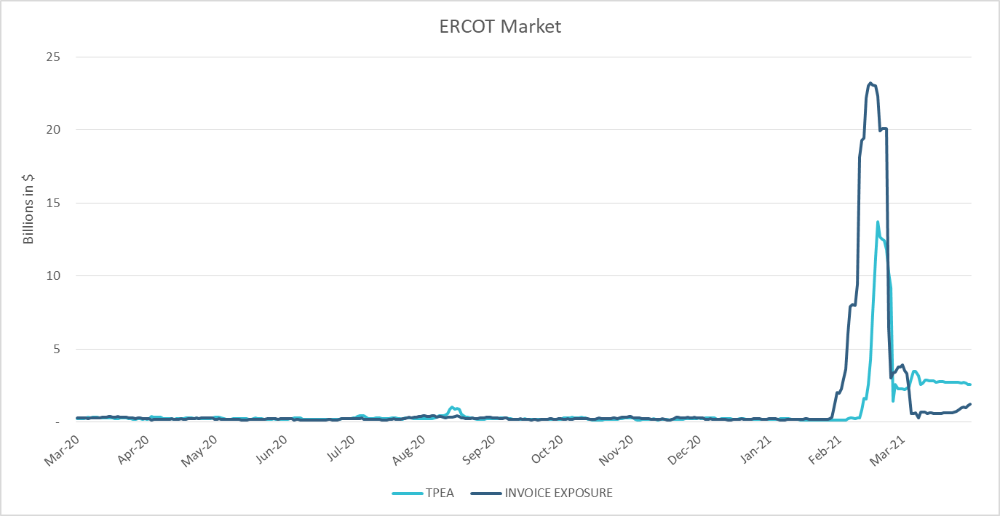 ERCOT Market
Billions in $
25
20
15
10
5
-
Mar-20
Apr-20
May-20
Jun-20
Jul-20
Aug-20
Sep-20
Oct-20
Nov-20
Dec-20
Jan-21
Feb-21
Mar-21
TPEA
INVOICE EXPOSURE